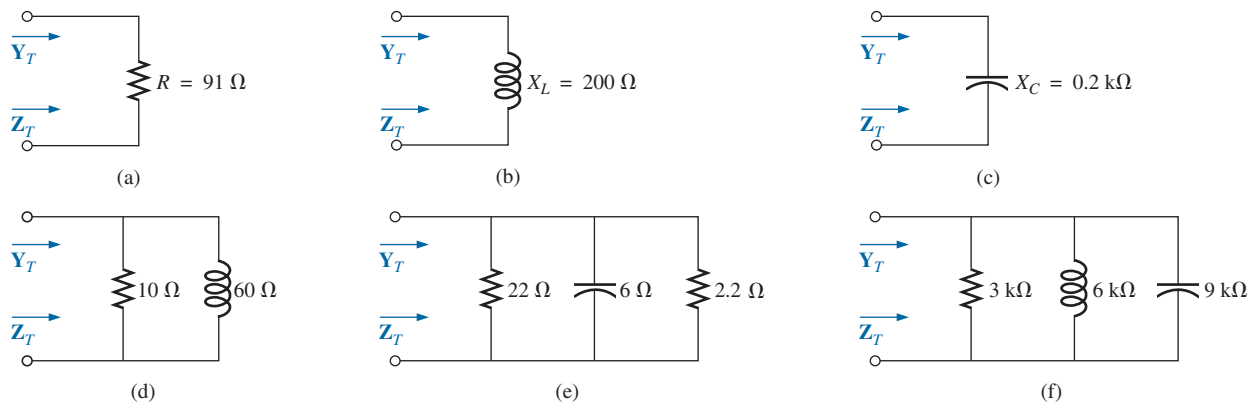 Y_T
Z_T
R = 91 Ω
(a)
Y_T
Z_T
X_L = 200 Ω
(b)
Y_T
Z_T
X_C = 0.2 kΩ
(c)
Y_T
Z_T
10 Ω
60 Ω
(d)
Y_T
Z_T
22 Ω
6 Ω
2.2 Ω
(e)
Y_T
Z_T
3 kΩ
6 kΩ
9 kΩ
(f)